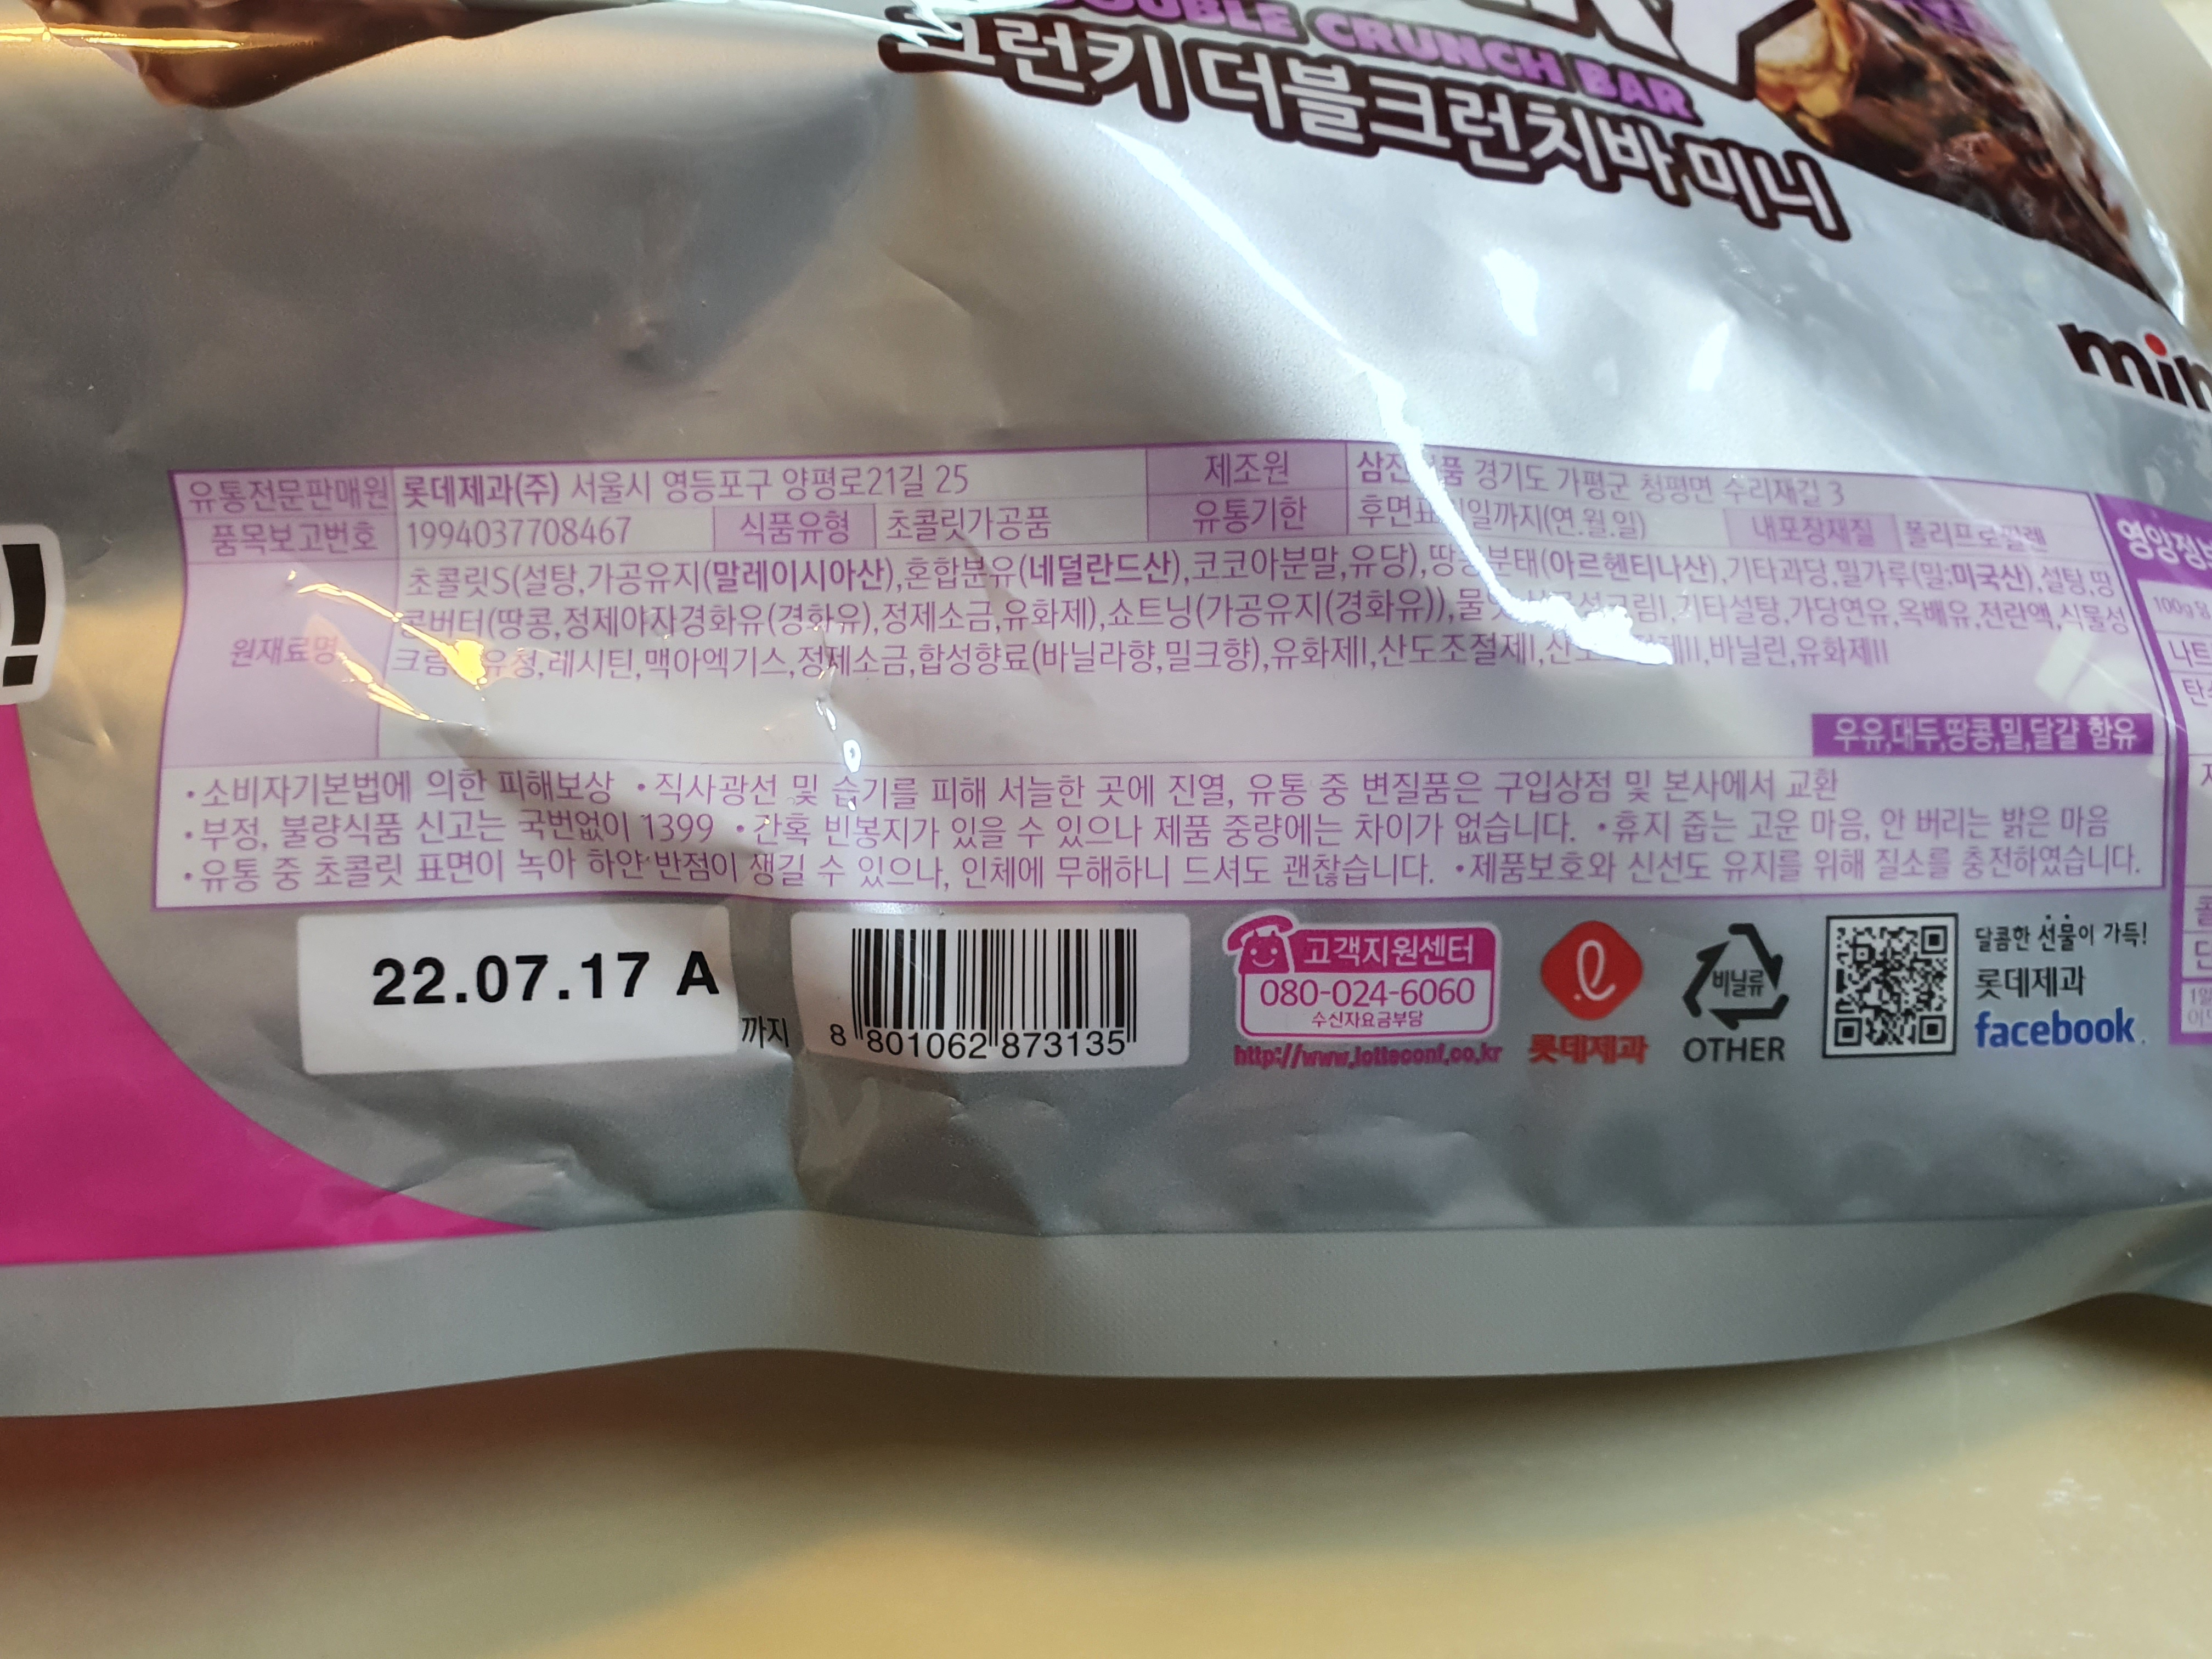 DOUBLE CRUNCH BAR
크런키 더블크런치바 미니
유통전문판매원 롯데제과(주) 서울시 영등포구 양평로21길 25 제조원 경기도 가평군 청평면 수리재길 3
품목보고번호 1994037708467 식품유형 초콜릿가공품 유통기한 내포장재질 폴리프로필렌
원재료명
초콜릿S(설탕,가공유지(말레이시아산),혼합분유(네덜란드산),코코아분말,유당),땅콩분태(아르헨티나산),기타과당,밀가루(밀:미국산),설탕,땅
콩버터(땅콩,정제야자경화유(경화유),정제소금,유화제),쇼트닝(가공유지(경화유)),기타설탕,가당연유,옥배유,전란액,식물성
유청,레시틴,맥아엑기스,정제소금,합성향료(바닐라향,밀크향),유화제I,산도조절제I,바닐린,유화제II
우유,대두,땅콩,밀,달걀 함유
•소비자기본법에 의한 피해보상 •직사광선 및 습기를 피해 서늘한 곳에 진열, 유통 중 변질품은 구입상점 및 본사에서 교환
•부정, 불량식품 신고는 국번없이 1399 •간혹 빈봉지가 있을 수 있으나 제품 중량에는 차이가 없습니다. •휴지 줍는 고운 마음, 안 버리는 밝은 마음
•유통 중 초콜릿 표면이 녹아 하얀 반점이 생길 수 있으나, 인체에 무해하니 드셔도 괜찮습니다. •제품보호와 신선도 유지를 위해 질소를 충전하였습니다.
22.07.17 A
까지
8 801062 873135
고객지원센터
080-024-6060
수신자요금부담
http://www.lotteconf.co.kr
롯데제과
비닐류
OTHER
달콤한 선물이 가득!
롯데제과
facebook.
100g